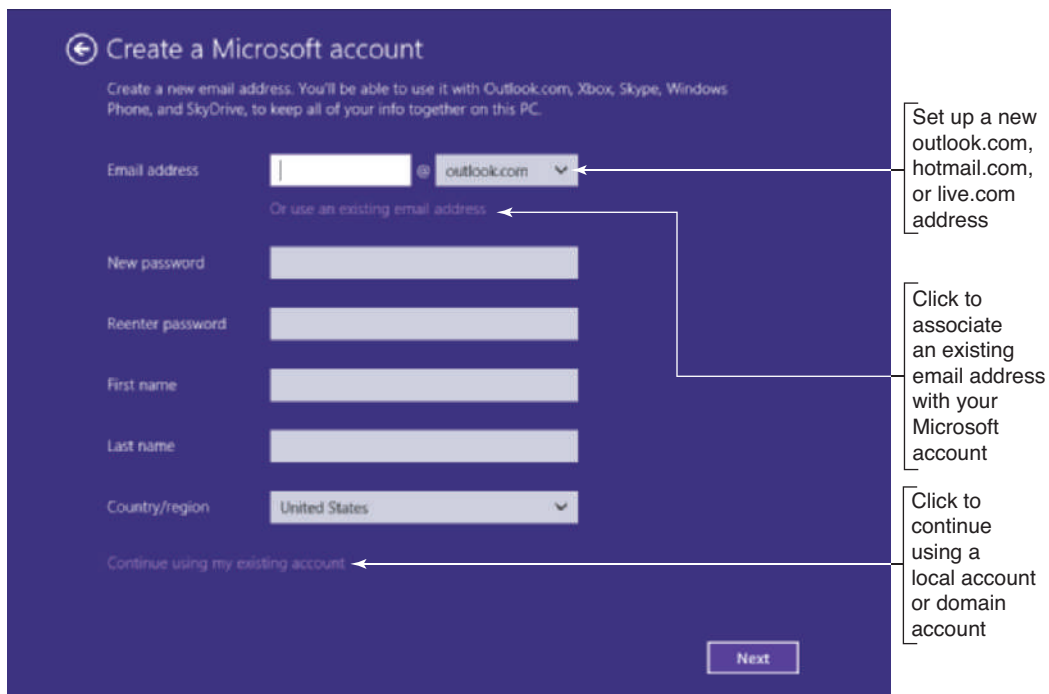 Create a Microsoft account
Create a new email address. You'll be able to use it with Outlook.com, Xbox, Skype, Windows
Phone, and SkyDrive, to keep all of your info together on this PC.
Email address
@ outlook.com
Or use an existing email address
New password
Reenter password
First name
Last name
Country/region
United States
Continue using my existing account
Next
Set up a new
outlook.com,
hotmail.com,
or live.com
address
Click to
associate
an existing
email address
with your
Microsoft
account
Click to
continue
using a
local account
or domain
account